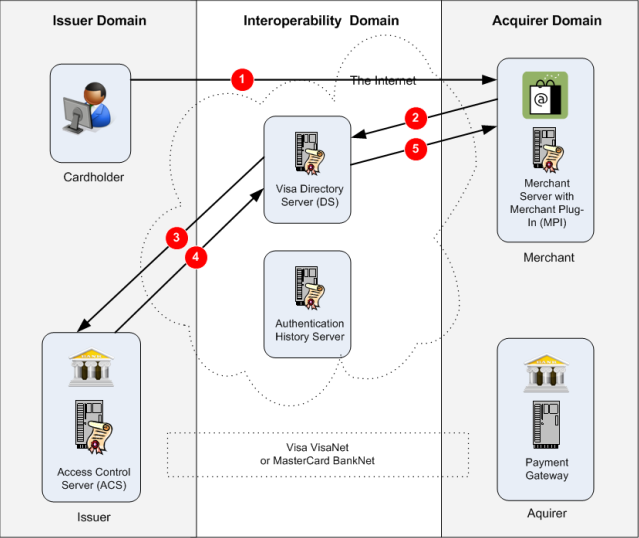 Issuer Domain
Interoperability Domain
Acquirer Domain
1
The Internet
@
2
5
Cardholder
Visa Directory
Server (DS)
Merchant
Server with
Merchant Plug-
In (MPI)
Merchant
3
4
Authentication
History Server
Visa VisaNet
or MasterCard BankNet
Access Control
Server (ACS)
Issuer
Payment
Gateway
Aquirer